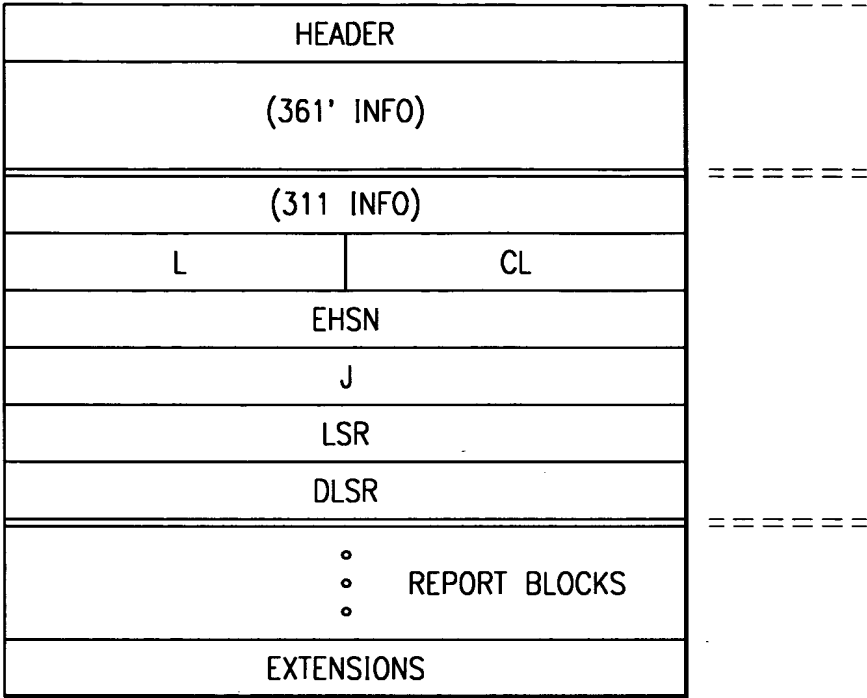 HEADER
(361' INFO)
(311 INFO)
L CL
EHSN
J
LSR
DLSR
REPORT BLOCKS
EXTENSIONS